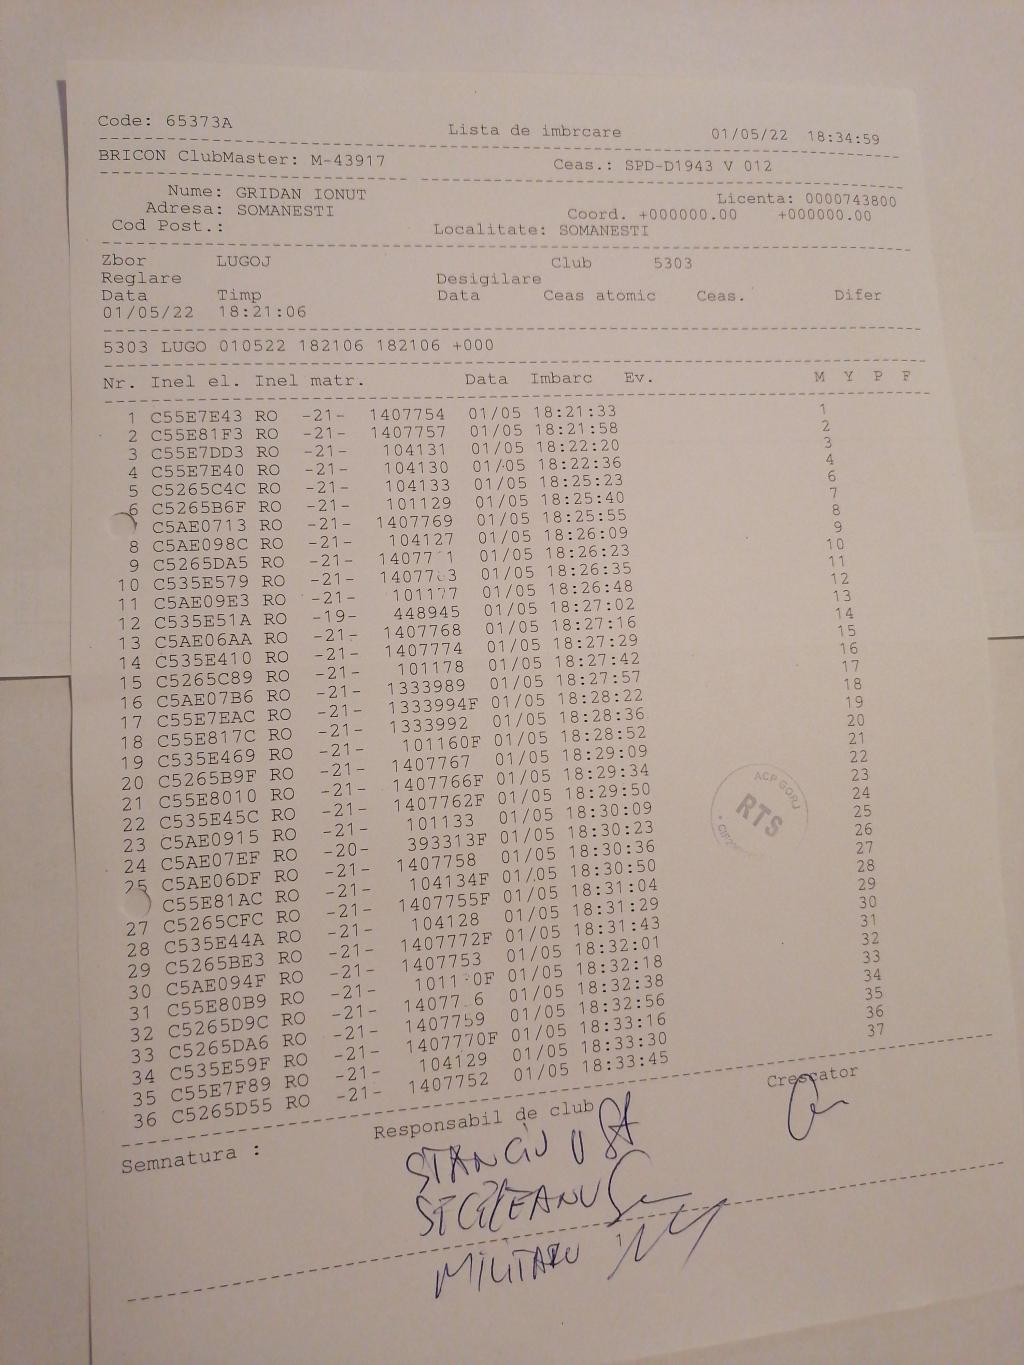 Code: 65373A Lista de imbrcare 01/05/22 18:34:59
BRICON ClubMaster: M-43917 Ceas.: SPD-D1943 V 012
Nume: GRIDAN IONUT Licenta: 0000743800
Adresa: SOMANESTI Coord. +000000.00 +000000.00
Cod Post.: Localitate: SOMANESTI
Zbor LUGOJ Club 5303
Reglare Desigilare
Data Timp Data Ceas atomic Ceas. Difer
01/05/22 18:21:06
5303 LUGO 010522 182106 182106 +000
Nr. Inel el. Inel matr. Data Imbarc Ev. M Y P F
1 C55E7E43 RO -21- 1407754 01/05 18:21:33 1
2 C55E81F3 RO -21- 1407757 01/05 18:21:58 2
3 C55E7DD3 RO -21- 104131 01/05 18:22:20 3
4 C55E7E40 RO -21- 104130 01/05 18:22:36 4
5 C5265C4C RO -21- 104133 01/05 18:25:23 6
6 C5265B6F RO -21- 101129 01/05 18:25:40 7
C5AE0713 RO -21- 1407769 01/05 18:25:55 8
8 C5AE098C RO -21- 104127 01/05 18:26:09 9
9 C5265DA5 RO -21- 01/05 18:26:23 10
10 C535E579 RO -21- 01/05 18:26:35 11
11 C5AE09E3 RO -21- 101177 01/05 18:26:48 12
12 C535E51A RO -19- 448945 01/05 18:27:02 13
13 C5AE06AA RO -21- 1407768 01/05 18:27:16 14
14 C535E410 RO -21- 1407774 01/05 18:27:29 15
15 C5265C89 RO -21- 101178 01/05 18:27:42 16
16 C5AE07B6 RO -21- 1333989 01/05 18:27:57 17
17 C55E7EAC RO -21- 1333994F 01/05 18:28:22 18
18 C55E817C RO -21- 1333992 01/05 18:28:36 19
19 C535E469 RO -21- 101160F 01/05 18:28:52 20
20 C5265B9F RO -21- 1407767 01/05 18:29:09 21
21 C55E8010 RO -21- 1407766F 01/05 18:29:34 22
22 C535E45C RO -21- 1407762F 01/05 18:29:50 23
23 C5AE0915 RO -21- 101133 01/05 18:30:09 24
24 C5AE07EF RO -20- 393313F 01/05 18:30:23 25
25 C5AE06DF RO -21- 1407758 01/05 18:30:36 26
C55E81AC RO -21- 104134F 01/05 18:30:50 27
27 C5265CFC RO -21- 1407755F 01/05 18:31:04 28
28 C535E44A RO -21- 104128 01/05 18:31:29 29
29 C5265BE3 RO -21- 1407772F 01/05 18:31:43 30
30 C5AE094F RO -21- 1407753 01/05 18:32:01 31
31 C55E80B9 RO -21- 01/05 18:32:18 32
32 C5265D9C RO -21- 01/05 18:32:38 33
33 C5265DA6 RO -21- 1407759 01/05 18:32:56 34
34 C535E59F RO -21- 1407770F 01/05 18:33:16 35
35 C55E7F89 RO -21- 104129 01/05 18:33:30 36
36 C5265D55 RO -21- 1407752 01/05 18:33:45 37
ACP GORJ
RTS
Semnatura : Responsabil de club Crescator
STANCIU
MILITARU